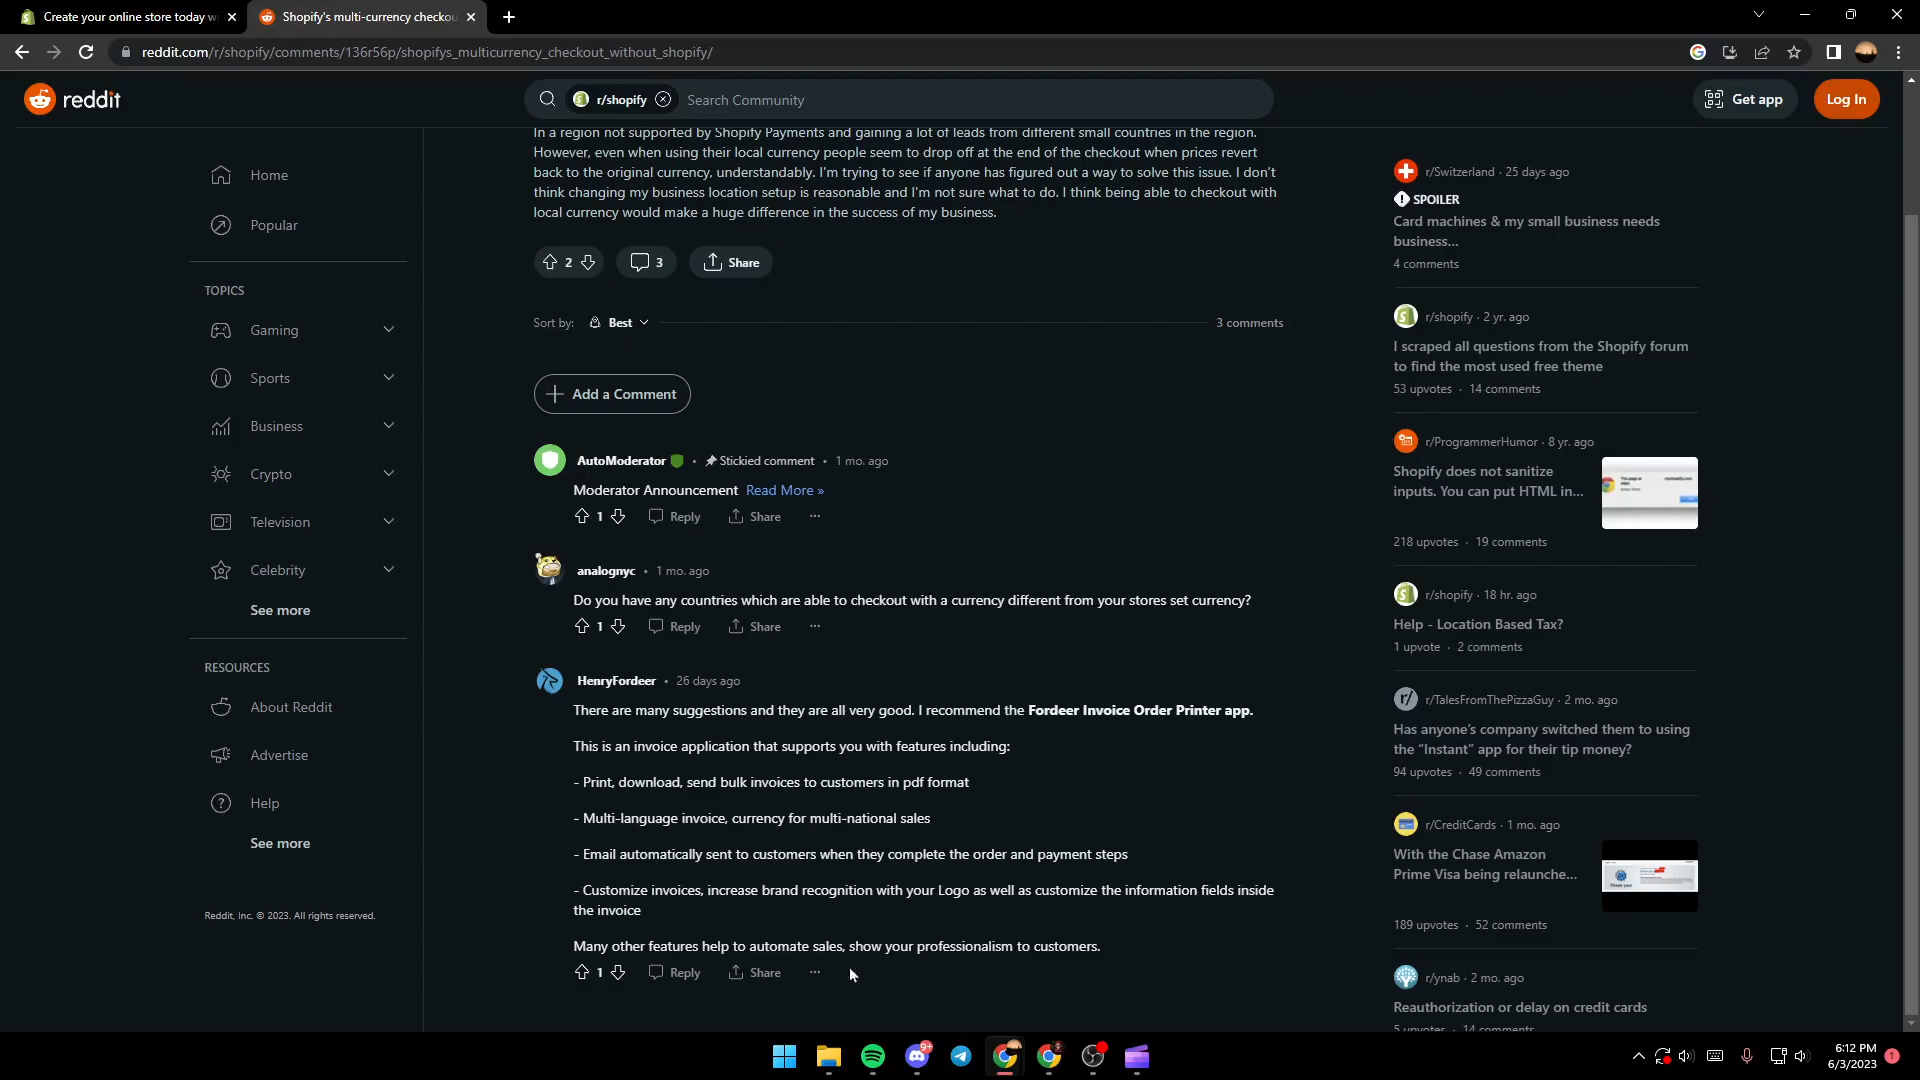 Create your online store today w
Shopify's multi-currency checkou
reddit.com/r/shopify/comments/136r56p/shopifys_multicurrency_checkout_without_shopify/
reddit
r/shopify
Search Community
Get app
Log In
Home
Popular
TOPICS
Gaming
Sports
Business
Crypto
Television
Celebrity
See more
RESOURCES
About Reddit
Advertise
Help
See more
Reddit, Inc. © 2023. All rights reserved.
In a region not supported by Shopify Payments and gaining a lot of leads from different small countries in the region.
However, even when using their local currency people seem to drop off at the end of the checkout when prices revert
back to the original currency, understandably. I'm trying to see if anyone has figured out a way to solve this issue. I don't
think changing my business location setup is reasonable and I'm not sure what to do. I think being able to checkout with
local currency would make a huge difference in the success of my business.
2
3
Share
Sort by:
Best
3 comments
Add a Comment
AutoModerator · Stickied comment · 1 mo. ago
Moderator Announcement Read More »
1 Reply Share ···
analognyc · 1 mo. ago
Do you have any countries which are able to checkout with a currency different from your stores set currency?
1 Reply Share ···
HenryFordeer · 26 days ago
There are many suggestions and they are all very good. I recommend the Fordeer Invoice Order Printer app.
This is an invoice application that supports you with features including:
- Print, download, send bulk invoices to customers in pdf format
- Multi-language invoice, currency for multi-national sales
- Email automatically sent to customers when they complete the order and payment steps
- Customize invoices, increase brand recognition with your Logo as well as customize the information fields inside
the invoice
Many other features help to automate sales, show your professionalism to customers.
1 Reply Share ···
r/Switzerland · 25 days ago
SPOILER
Card machines & my small business needs
business...
4 comments
r/shopify · 2 yr. ago
I scraped all questions from the Shopify forum
to find the most used free theme
53 upvotes · 14 comments
r/ProgrammerHumor · 8 yr. ago
Shopify does not sanitize
inputs. You can put HTML in...
218 upvotes · 19 comments
r/shopify · 18 hr. ago
Help - Location Based Tax?
1 upvote · 2 comments
r/TalesFromThePizzaGuy · 2 mo. ago
Has anyone's company switched them to using
the “Instant” app for their tip money?
94 upvotes · 49 comments
r/CreditCards · 1 mo. ago
With the Chase Amazon
Prime Visa being relaunche...
189 upvotes · 52 comments
r/ynab · 2 mo. ago
Reauthorization or delay on credit cards
5 upvotes · 14 comments
9+
6:12 PM
6/3/2023
1